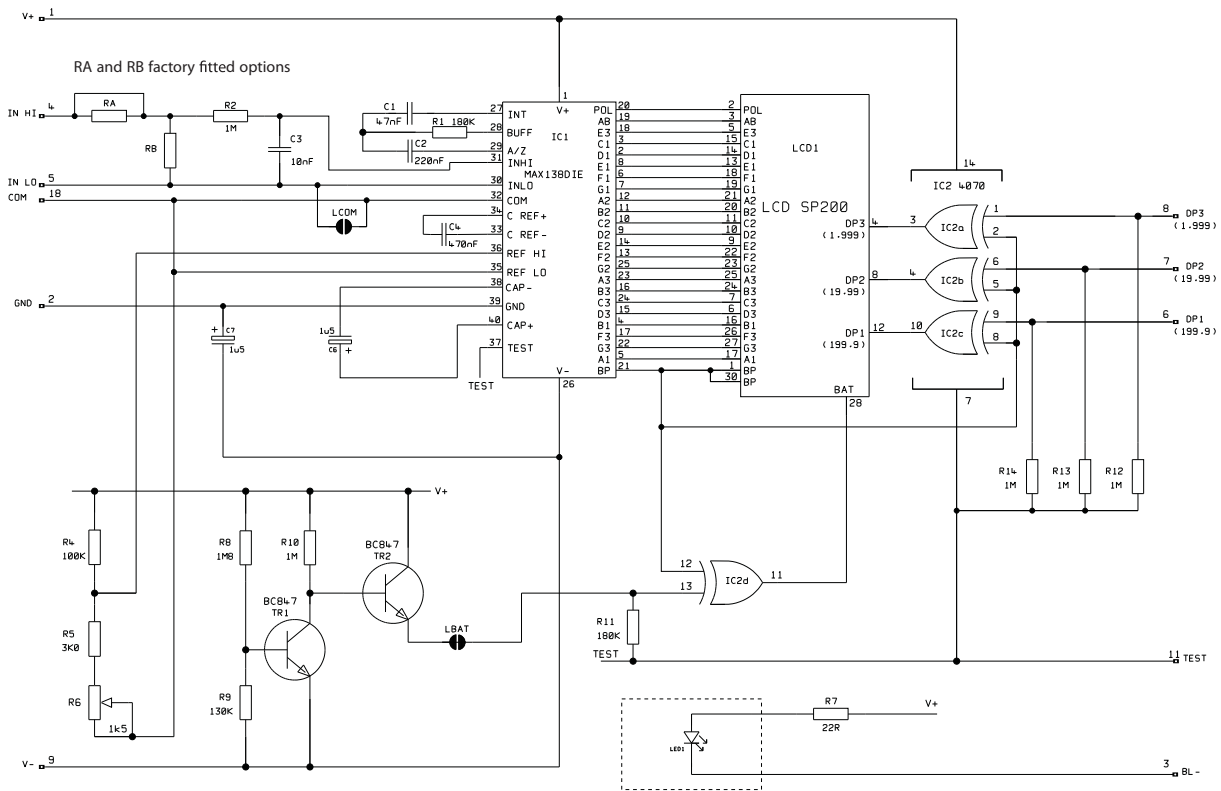 V+ 1
RA and RB factory fitted options
IN HI 4
RA
RB
R2
1M
C3
10nF
IN LO 5
COM 18
LCOM
GND 2
C7
+
1u5
1u5
C6
+
C1
47nF
R1 180K
C2
220nF
C4
470nF
TEST
1
V+
IC1
MAX138DIE
27 INT
28 BUFF
29 A/Z
31 INHI
30 INLO
32 COM
34 C REF+
33 C REF-
36 REF HI
35 REF LO
38 CAP-
39 GND
40 CAP+
37 TEST
V-
26
POL 20
AB 19
E3 18
C1 3
D1 2
E1 8
F1 6
G1 7
A2 12
B2 11
C2 10
D2 9
E2 14
F2 13
G2 25
A3 23
B3 16
C3 24
D3 15
B1 4
F3 17
G3 22
A1 5
BP 21
2 POL
3 AB
5 E3
15 C1
14 D1
13 E1
18 F1
19 G1
21 A2
20 B2
11 C2
10 D2
9 E2
22 F2
23 G2
25 A3
24 B3
7 C3
6 D3
16 B1
26 F3
27 G3
17 A1
1 BP
30 BP
LCD1
LCD SP200
DP3 4
(1.999)
DP2 8
(19.99)
DP1 12
(199.9)
BAT
28
14
IC2 4070
3 IC2a 1
2
4 IC2b 6
5
10 IC2c 9
8
7
8 DP3
(1.999)
7 DP2
(19.99)
6 DP1
(199.9)
R14
1M
R13
1M
R12
1M
V+
R4
100K
R5
3K0
R6
1k5
R8
1M8
R10
1M
R9
130K
BC847
TR1
BC847
TR2
LBAT
12
13
IC2d
11
R11
180K
TEST
11 TEST
V- 9
LED1
R7
22R
V+
3 BL-